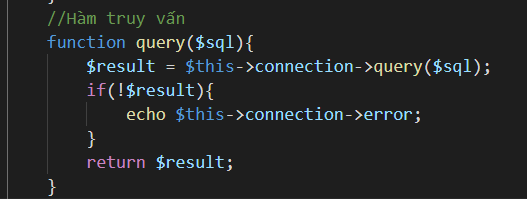 //Hàm truy vấn
function query($sql){
$result = $this->connection->query($sql);
if(!$result){
echo $this->connection->error;
}
return $result;
}